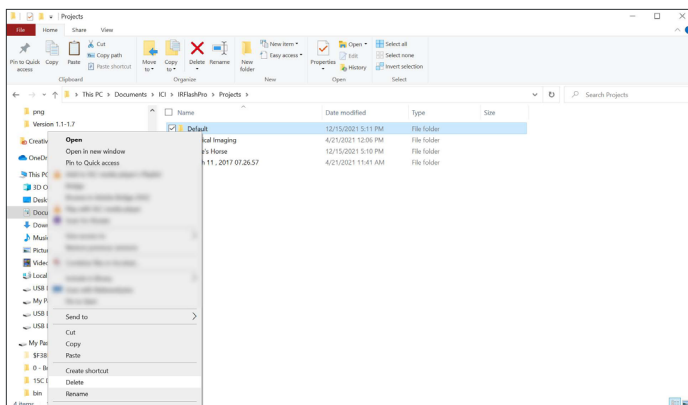 Projects
File Home Share View
Pin to Quick access
Copy
Paste
Cut
Copy path
Paste shortcut
Clipboard
Move to
Copy to
Delete
Rename
Organize
New folder
New item
Easy access
New
Properties
Open
Edit
History
Open
Select all
Select none
Invert selection
Select
This PC > Documents > ICI > IRFlashPro > Projects >
Search Projects
png
Version 1.1-1.7
Creativ
OneDr
This PC
3D O
Desk
Docu
Down
Music
Pictur
Video
Local
USB D
My Pa
USB D
USB D
My Pas
$F3B
0 - Be
15C D
bin
4 items
Name Date modified Type Size
Default 12/15/2021 5:11 PM File folder
ical Imaging 4/21/2021 12:06 PM File folder
e's Horse 12/15/2021 5:10 PM File folder
h 11 , 2017 07.26.57 4/21/2021 11:41 AM File folder
Open
Open in new window
Pin to Quick access
Send to
Cut
Copy
Paste
Create shortcut
Delete
Rename